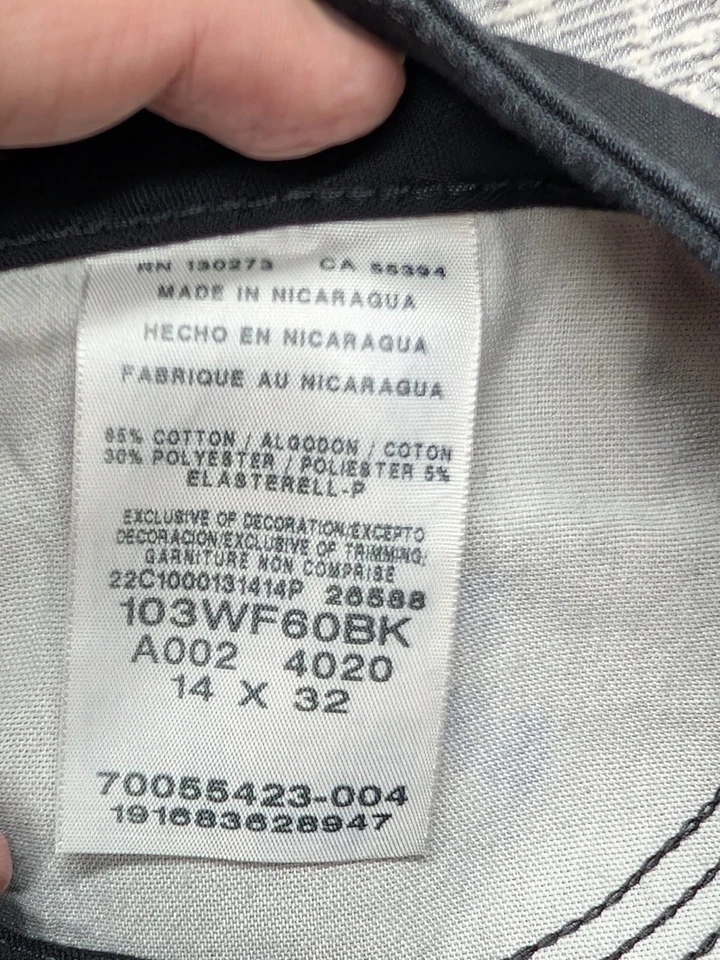 RN 130273 CA 55394
MADE IN NICARAGUA
HECHO EN NICARAGUA
FABRIQUE AU NICARAGUA
65% COTTON / ALGODON / COTON
30% POLYESTER / POLIESTER 5%
ELASTERELL-P
EXCLUSIVE OF DECORATION/EXCEPTO
DECORACION/EXCLUSIVE OF TRIMMING;
GARNITURE NON COMPRISE
22C1000131414P 26588
103WF60BK
A002 4020
14 X 32
70055423-004
191683628947